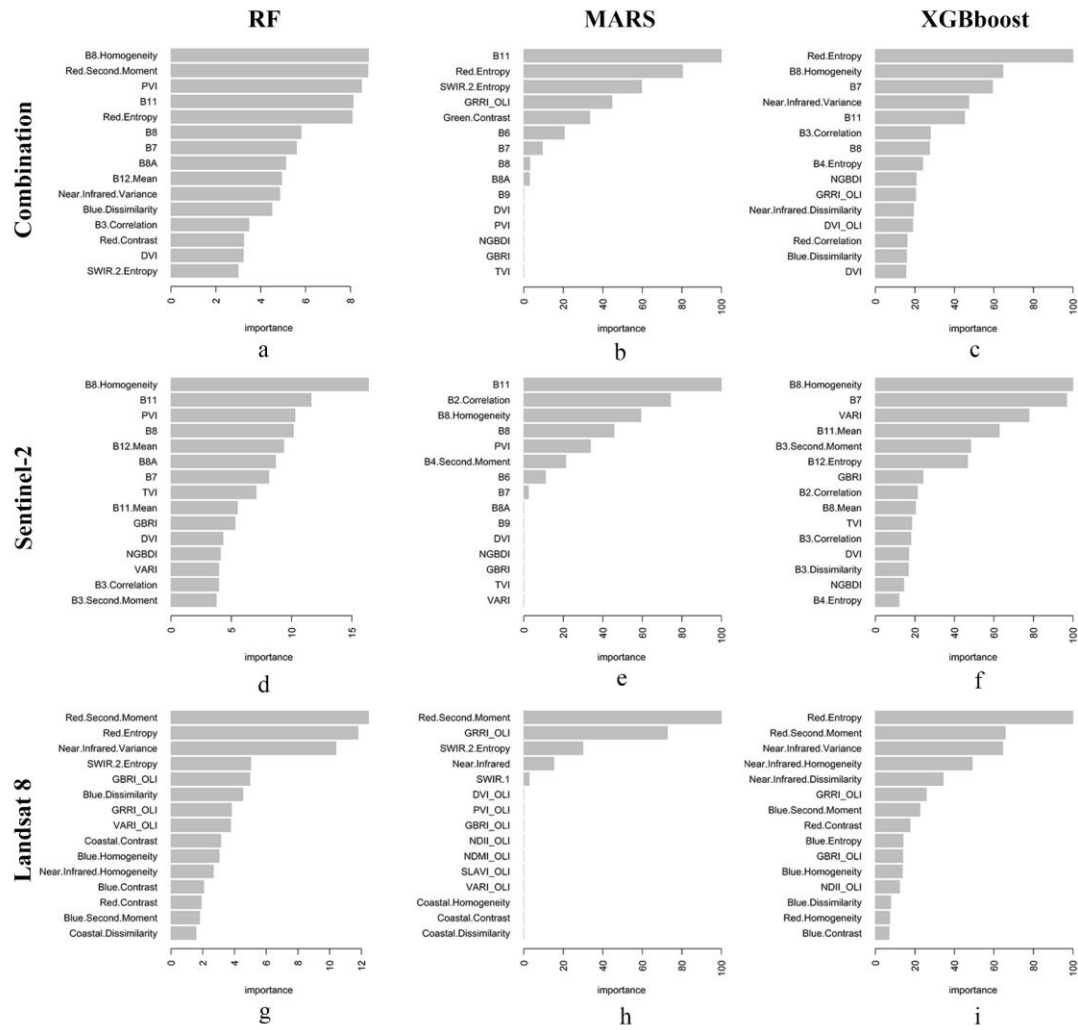 RF
MARS
XGBboost
Combination
B8.Homogeneity
Red.Second.Moment
PVI
B11
Red.Entropy
B8
B7
B8A
B12.Mean
Near.Infrared.Variance
Blue.Dissimilarity
B3.Correlation
Red.Contrast
DVI
SWIR.2.Entropy
0 2 4 6 8
importance
a
B11
Red.Entropy
SWIR.2.Entropy
GRRI_OLI
Green.Contrast
B6
B7
B8
B8A
B9
DVI
PVI
NGBDI
GBRI
TVI
0 20 40 60 80 100
importance
b
Red.Entropy
B8.Homogeneity
B7
Near.Infrared.Variance
B11
B3.Correlation
B8
B4.Entropy
NGBDI
GRRI_OLI
Near.Infrared.Dissimilarity
DVI_OLI
Red.Correlation
Blue.Dissimilarity
DVI
0 20 40 60 80 100
importance
c
Sentinel-2
B8.Homogeneity
B11
PVI
B8
B12.Mean
B8A
B7
TVI
B11.Mean
GBRI
DVI
NGBDI
VARI
B3.Correlation
B3.Second.Moment
0 5 10 15
importance
d
B11
B2.Correlation
B8.Homogeneity
B8
PVI
B4.Second.Moment
B6
B7
B8A
B9
DVI
NGBDI
GBRI
TVI
VARI
0 20 40 60 80 100
importance
e
B8.Homogeneity
B7
VARI
B11.Mean
B3.Second.Moment
B12.Entropy
GBRI
B2.Correlation
B8.Mean
TVI
B3.Correlation
DVI
B3.Dissimilarity
NGBDI
B4.Entropy
0 20 40 60 80 100
importance
f
Landsat 8
Red.Second.Moment
Red.Entropy
Near.Infrared.Variance
SWIR.2.Entropy
GBRI_OLI
Blue.Dissimilarity
GRRI_OLI
VARI_OLI
Coastal.Contrast
Blue.Homogeneity
Near.Infrared.Homogeneity
Blue.Contrast
Red.Contrast
Blue.Second.Moment
Coastal.Dissimilarity
0 2 4 6 8 10 12
importance
g
Red.Second.Moment
GRRI_OLI
SWIR.2.Entropy
Near.Infrared
SWIR.1
DVI_OLI
PVI_OLI
GBRI_OLI
NDII_OLI
NDMI_OLI
SLAVI_OLI
VARI_OLI
Coastal.Homogeneity
Coastal.Contrast
Coastal.Dissimilarity
0 20 40 60 80 100
importance
h
Red.Entropy
Red.Second.Moment
Near.Infrared.Variance
Near.Infrared.Homogeneity
Near.Infrared.Dissimilarity
GRRI_OLI
Blue.Second.Moment
Red.Contrast
Blue.Entropy
GBRI_OLI
Blue.Homogeneity
NDII_OLI
Blue.Dissimilarity
Red.Homogeneity
Blue.Contrast
0 20 40 60 80 100
importance
i